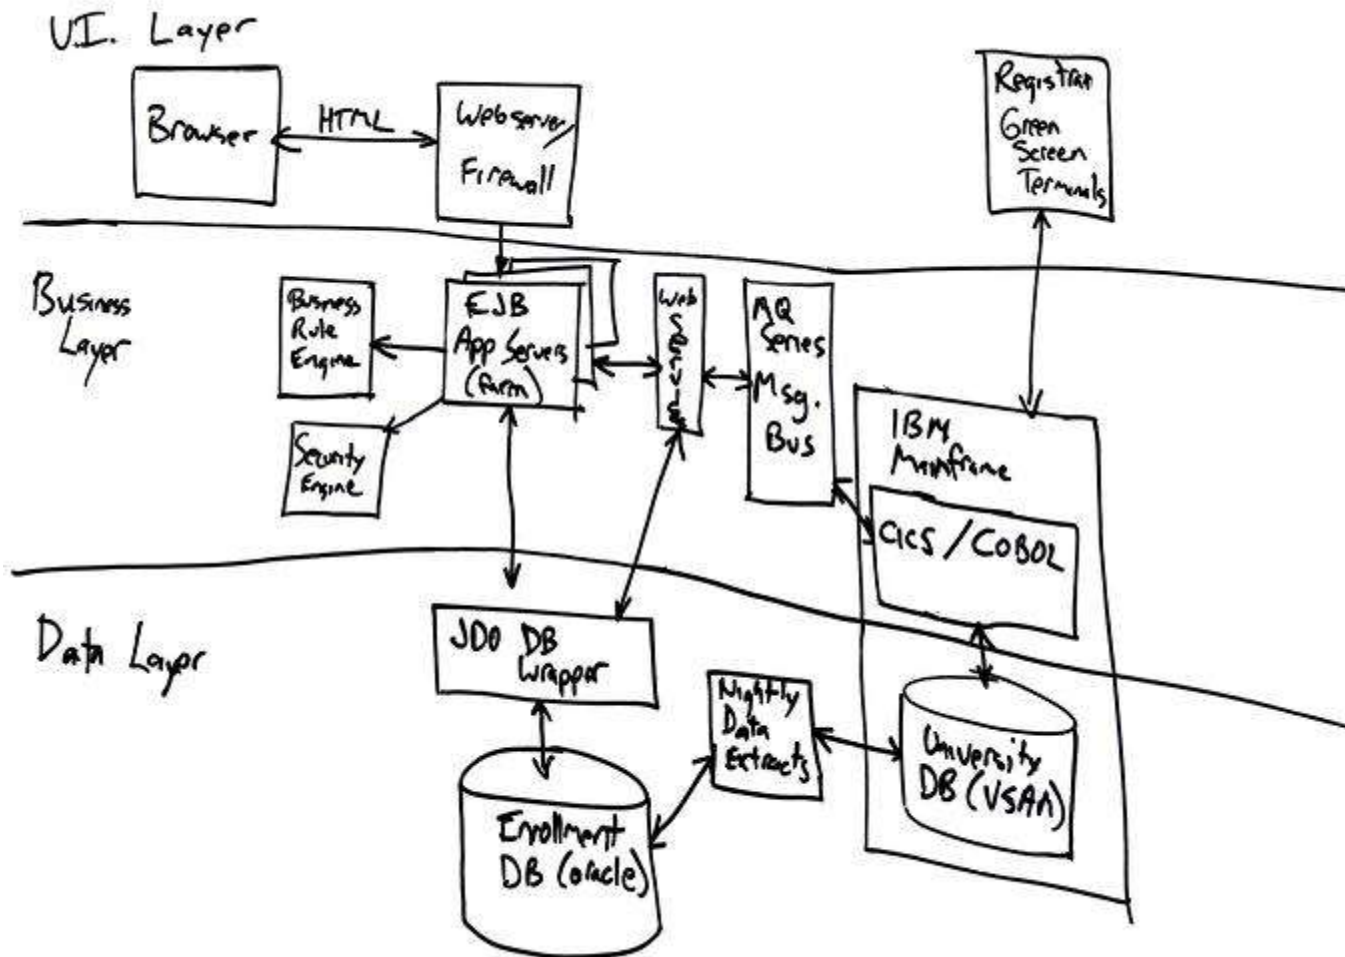 U.I. Layer
Browser
HTML
Webserver/
Firewall
Registrar
Green
Screen
Terminals
Business
Layer
Business
Rule
Engine
EJB
App Servers
(farm)
Web
Services
MQ
Series
Msg.
Bus
IBM
Mainframe
Security
Engine
CICS / COBOL
Data Layer
JDO DB
Wrapper
Nightly
Data
Extracts
University
DB (VSAM)
Enrollment
DB (oracle)